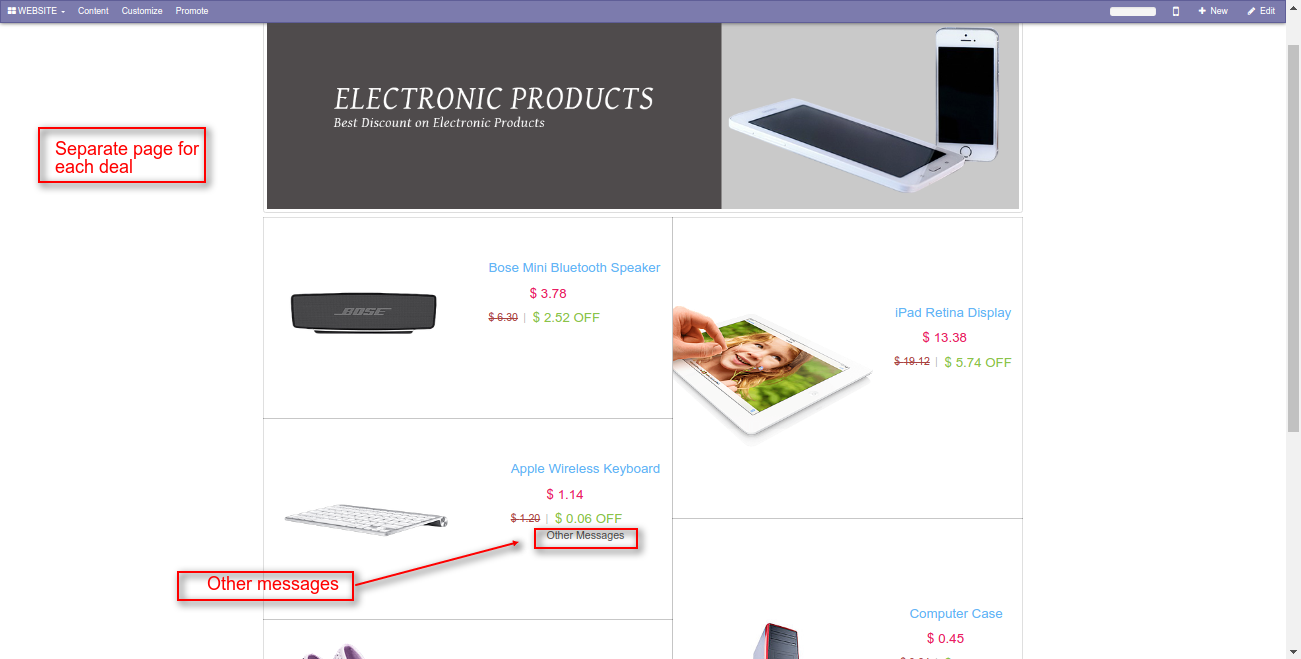 WEBSITE
Content
Customize
Promote
New
Edit
ELECTRONIC PRODUCTS
Best Discount on Electronic Products
Separate page for
each deal
Bose Mini Bluetooth Speaker
$ 3.78
$ 6.30 | $ 2.52 OFF
BOSE
iPad Retina Display
$ 13.38
$ 19.12 | $ 5.74 OFF
Apple Wireless Keyboard
$ 1.14
$ 1.20 | $ 0.06 OFF
Other Messages
Other messages
Computer Case
$ 0.45